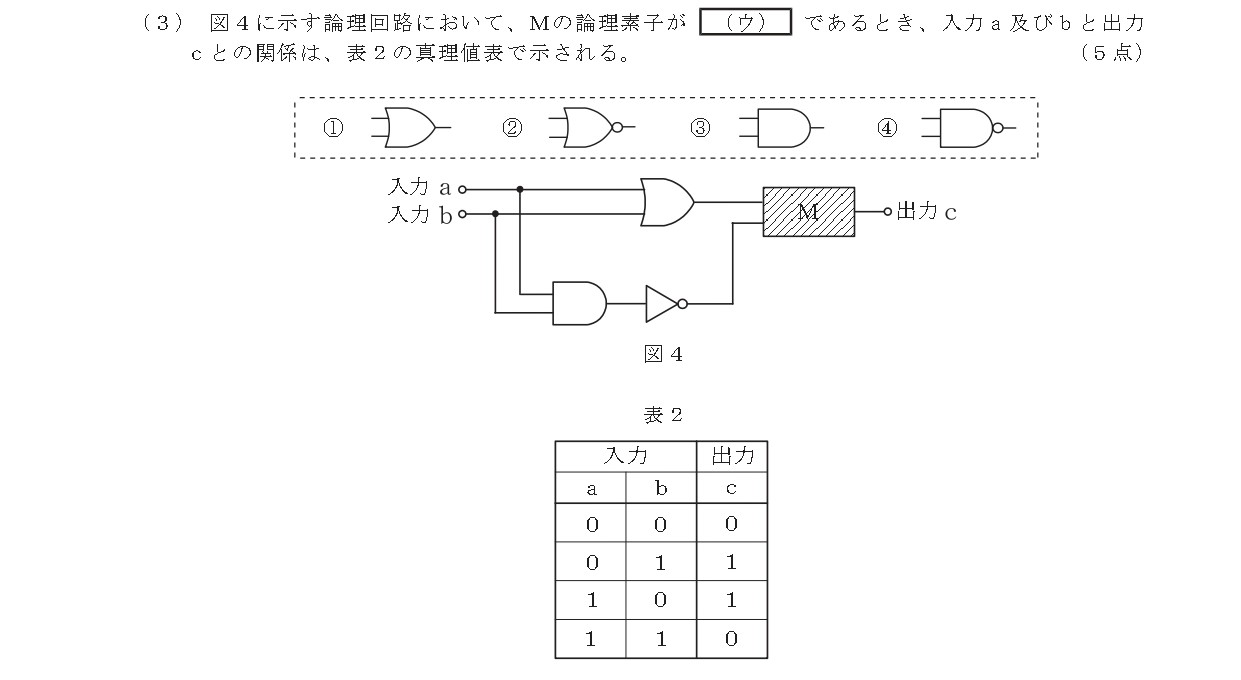 （３） 図４に示す論理回路において、Mの論理素子が （ウ） であるとき、入力ａ及びｂと出力
ｃとの関係は、表２の真理値表で示される。 （５点）
① ② ③ ④
入力 a
入力 b
M
出力 c
図４
表２
入力 出力
a b c
0 0 0
0 1 1
1 0 1
1 1 0